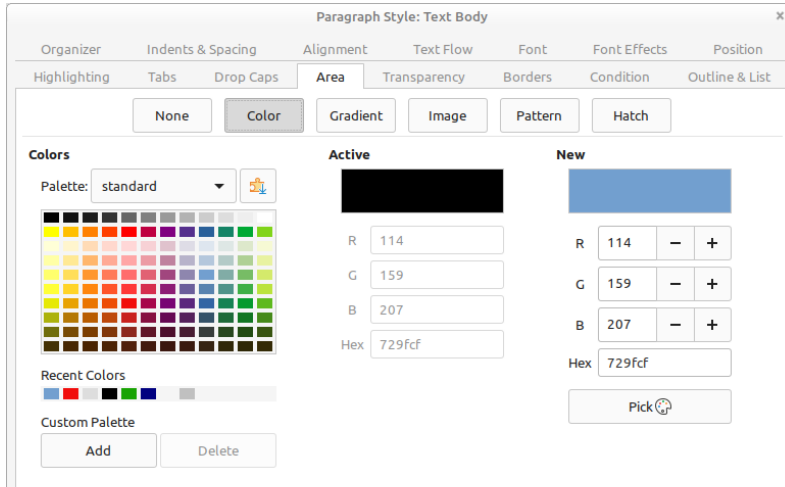 Paragraph Style: Text Body
Organizer Indents & Spacing Alignment Text Flow Font Font Effects Position
Highlighting Tabs Drop Caps Area Transparency Borders Condition Outline & List
None Color Gradient Image Pattern Hatch
Colors Active New
Palette: standard
R 114 R 114 − +
G 159 G 159 − +
B 207 B 207 − +
Hex 729fcf Hex 729fcf
Recent Colors
Pick
Custom Palette
Add Delete